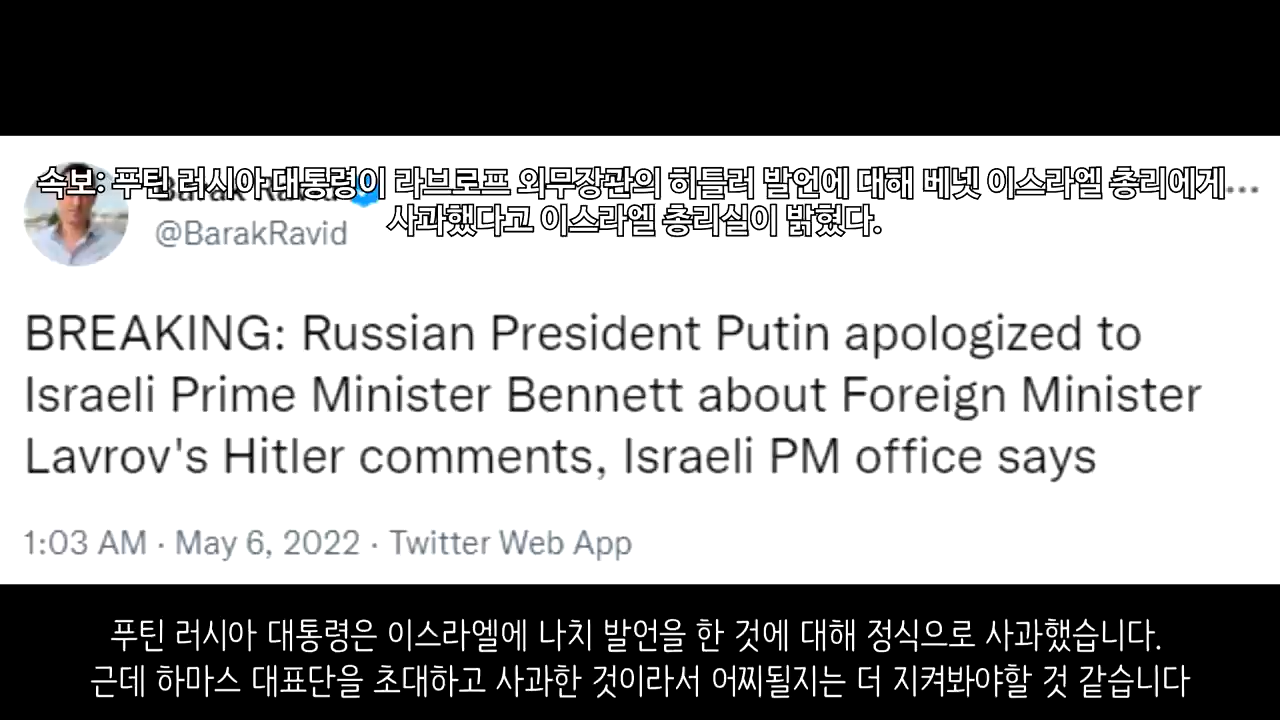 속보: 푸틴 러시아 대통령이 라브로프 외무장관의 히틀러 발언에 대해 베넷 이스라엘 총리에게
사과했다고 이스라엘 총리실이 밝혔다.
@BarakRavid
BREAKING: Russian President Putin apologized to
Israeli Prime Minister Bennett about Foreign Minister
Lavrov's Hitler comments, Israeli PM office says
1:03 AM · May 6, 2022 · Twitter Web App
푸틴 러시아 대통령은 이스라엘에 나치 발언을 한 것에 대해 정식으로 사과했습니다.
근데 하마스 대표단을 초대하고 사과한 것이라서 어찌될지는 더 지켜봐야할 것 같습니다